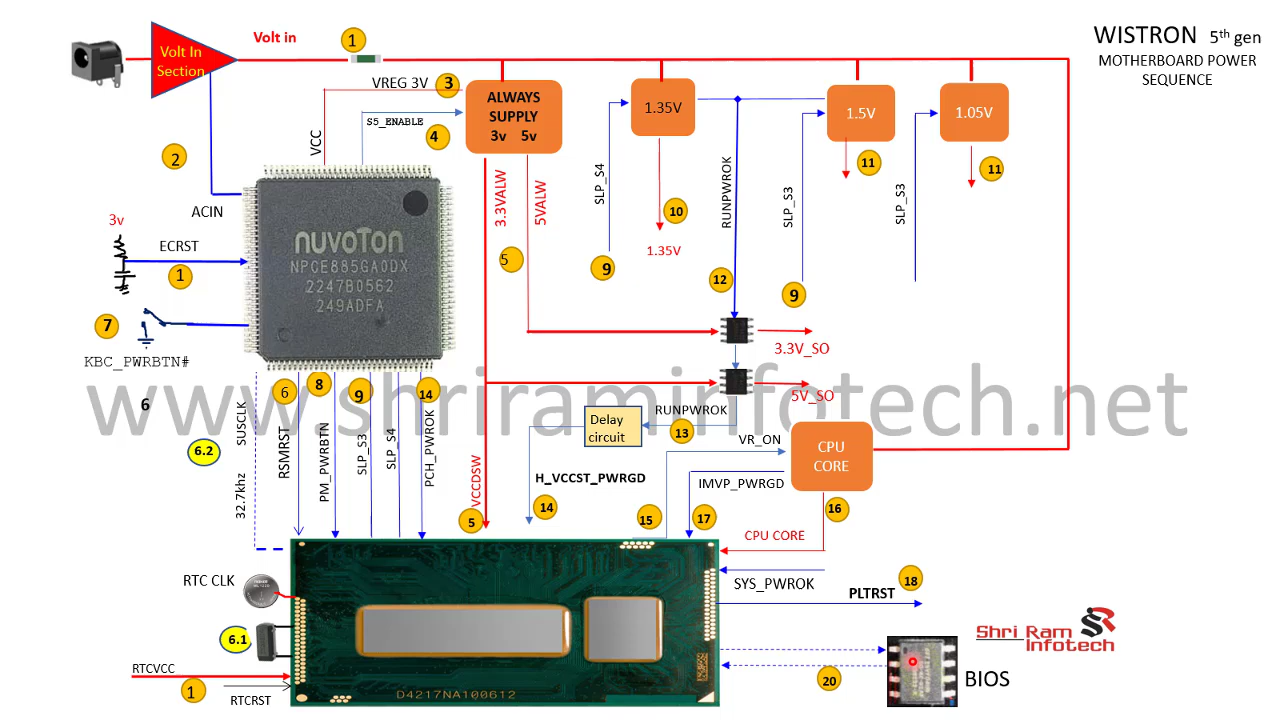 WISTRON 5th gen
MOTHERBOARD POWER
SEQUENCE
Volt in
1
Volt In
Section
VREG 3V
3
ALWAYS
SUPPLY
3v 5v
1.35V
1.5V
1.05V
S5_ENABLE
4
VCC
2
ACIN
SLP_S4
RUNPWROK
SLP_S3
SLP_S3
11
11
3.3VALW
5VALW
10
1.35V
3v
ECRST
1
nuvoTon
NPCE885GA0DX
2247B0562
249ADFA
5
9
12
9
7
KBC_PWRBTN#
3.3V_SO
www.shriraminfotech.net
6
6
8
9
14
5V_SO
6.2
SUSCLK
32.7khz
RSMRST
PM_PWRBTN
SLP_S3
SLP_S4
PCH_PWROK
VCCDSW
5
Delay
circuit
RUNPWROK
13
VR_ON
CPU
CORE
H_VCCST_PWRGD
14
IMVP_PWRGD
15
17
16
CPU CORE
SYS_PWROK
PLTRST
18
RTC CLK
6.1
RTCVCC
1
RTCRST
D4217NA100612
20
BIOS
Shri Ram
Infotech